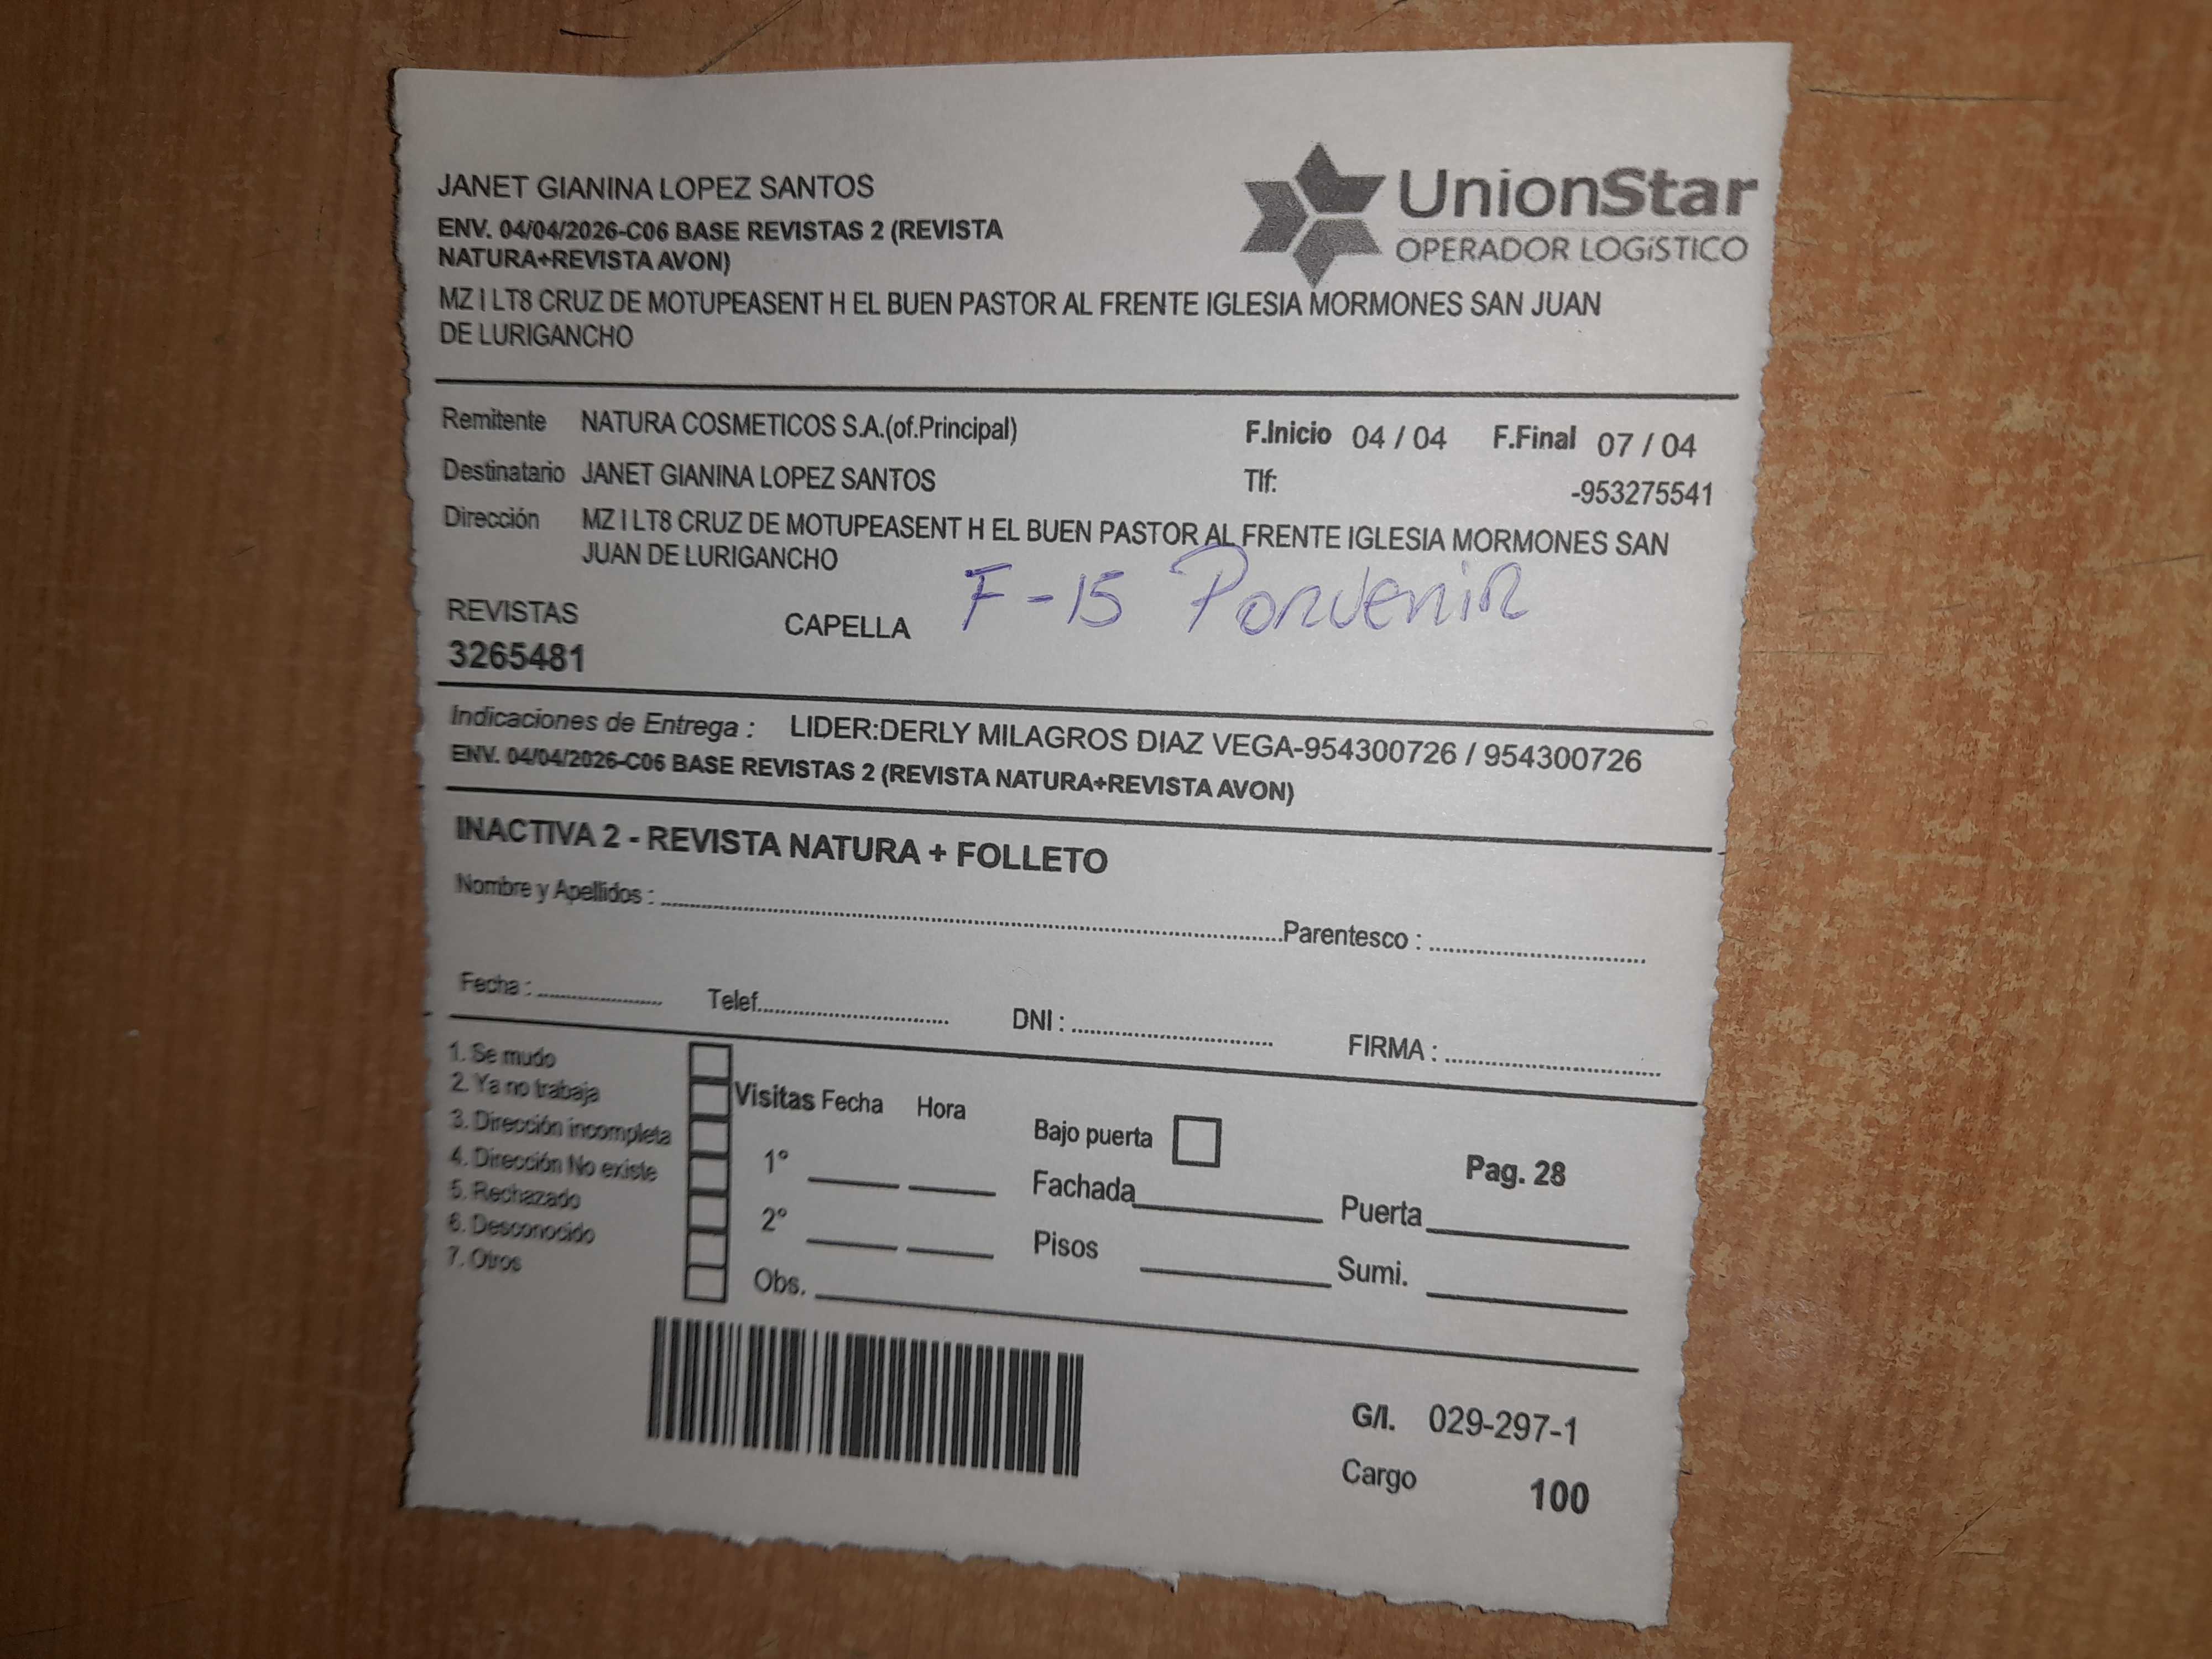 JANET GIANINA LOPEZ SANTOS
ENV. 04/04/2026-C06 BASE REVISTAS 2 (REVISTA
NATURA+REVISTA AVON)
UnionStar
OPERADOR LOGíSTICO
MZ I LT8 CRUZ DE MOTUPEASENT H EL BUEN PASTOR AL FRENTE IGLESIA MORMONES SAN JUAN
DE LURIGANCHO
Remitente NATURA COSMETICOS S.A.(of.Principal) F.Inicio 04 / 04 F.Final 07 / 04
Destinatario JANET GIANINA LOPEZ SANTOS Tlf: -953275541
Dirección MZ I LT8 CRUZ DE MOTUPEASENT H EL BUEN PASTOR AL FRENTE IGLESIA MORMONES SAN
JUAN DE LURIGANCHO
F-15 Porvenir
REVISTAS CAPELLA
3265481
Indicaciones de Entrega : LIDER:DERLY MILAGROS DIAZ VEGA-954300726 / 954300726
ENV. 04/04/2026-C06 BASE REVISTAS 2 (REVISTA NATURA+REVISTA AVON)
INACTIVA 2 - REVISTA NATURA + FOLLETO
Nombre y Apellidos : Parentesco :
Fecha : Telef. DNI : FIRMA :
1. Se mudo
2. Ya no trabaja
3. Dirección incompleta
4. Dirección No existe
5. Rechazado
6. Desconocido
7. Otros
Visitas Fecha Hora
1°
2°
Obs.
Bajo puerta
Fachada
Pisos
Pag. 28
Puerta
Sumi.
G/I. 029-297-1
Cargo 100